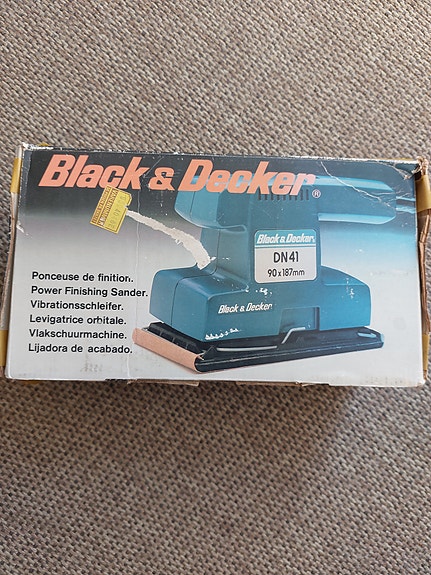 Black & Decker®
Black & Decker®
DN41
90x187mm
Black & Decker
Ponceuse de finition.
Power Finishing Sander.
Vibrationsschleifer.
Levigatrice orbitale.
Vlakschuurmachine.
Lijadora de acabado.